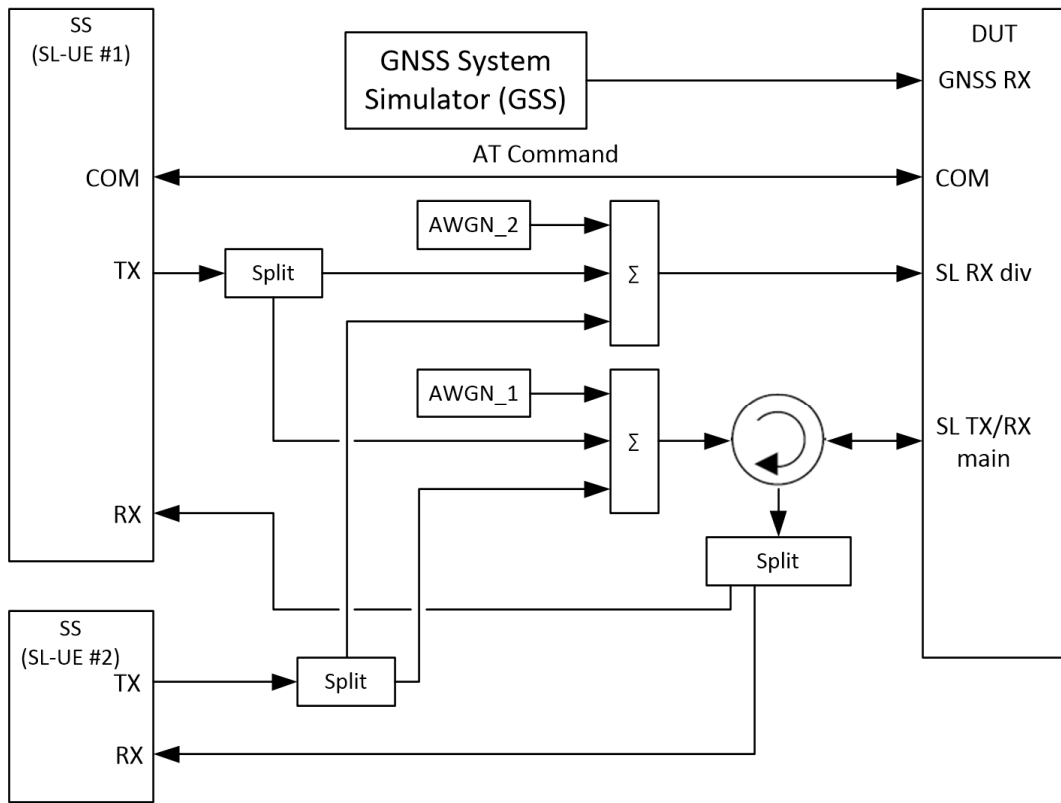 SS
(SL-UE #1)
COM
TX
RX
GNSS System
Simulator (GSS)
AT Command
AWGN_2
Split
Σ
AWGN_1
Σ
Split
DUT
GNSS RX
COM
SL RX div
SL TX/RX
main
SS
(SL-UE #2)
TX
RX
Split